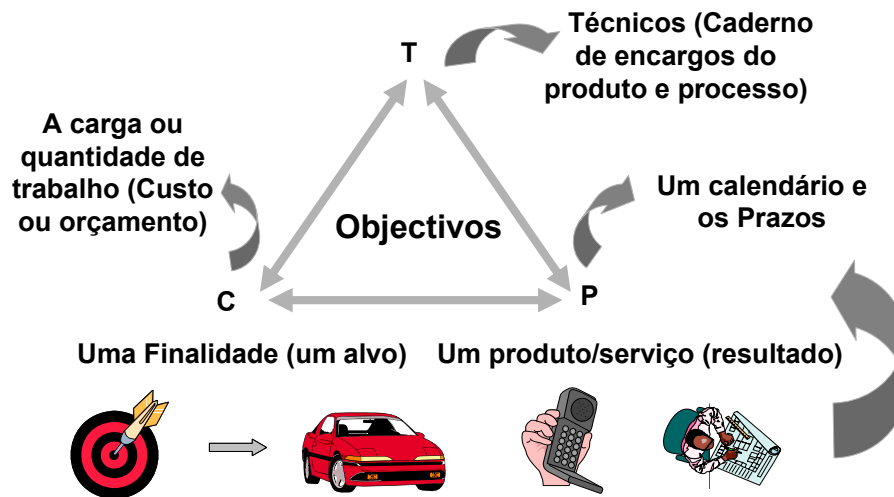 T
Técnicos (Caderno
de encargos do
produto e processo)
A carga ou
quantidade de
trabalho (Custo
ou orçamento)
Um calendário e
os Prazos
Objectivos
C
P
Uma Finalidade (um alvo)
Um produto/serviço (resultado)